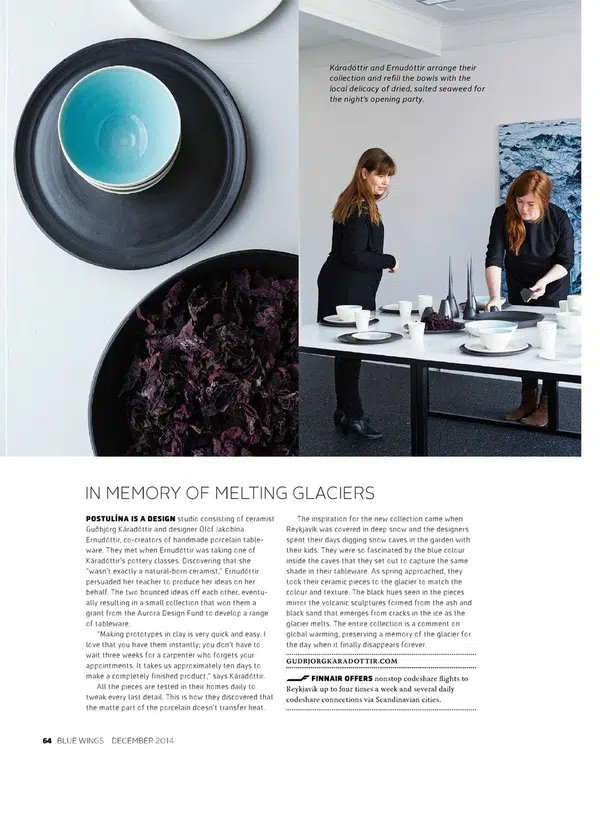 Káradóttir and Ernudóttir arrange their
collection and refill the bowls with the
local delicacy of dried, salted seaweed for
the night's opening party.
IN MEMORY OF MELTING GLACIERS
POSTULÍNA IS A DESIGN studio consisting of ceramist
Guðbjörg Káradóttir and designer Ólöf Jakobína
Ernudóttir, co-creators of handmade porcelain table-
ware. They met when Ernudóttir was taking one of
Káradóttir's pottery classes. Discovering that she
"wasn't exactly a natural-born ceramist," Ernudóttir
persuaded her teacher to produce her ideas on her
behalf. The two bounced ideas off each other, eventu-
ally resulting in a small collection that won them a
grant from the Aurora Design Fund to develop a range
of tableware.
"Making prototypes in clay is very quick and easy. I
love that you have them instantly; you don't have to
wait three weeks for a carpenter who forgets your
appointments. It takes us approximately ten days to
make a completely finished product," says Káradóttir.
All the pieces are tested in their homes daily to
tweak every last detail. This is how they discovered that
the matte part of the porcelain doesn't transfer heat.
The inspiration for the new collection came when
Reykjavík was covered in deep snow and the designers
spent their days digging snow caves in the garden with
their kids. They were so fascinated by the blue colour
inside the caves that they set out to capture the same
shade in their tableware. As spring approached, they
took their ceramic pieces to the glacier to match the
colour and texture. The black hues seen in the pieces
mirror the volcanic sculptures formed from the ash and
black sand that emerges from cracks in the ice as the
glacier melts. The entire collection is a comment on
global warming, preserving a memory of the glacier for
the day when it finally disappears forever.
GUDBJORGKARADOTTIR.COM
FINNAIR OFFERS nonstop codeshare flights to
Reykjavík up to four times a week and several daily
codeshare connections via Scandinavian cities.
64 BLUE WINGS DECEMBER 2014